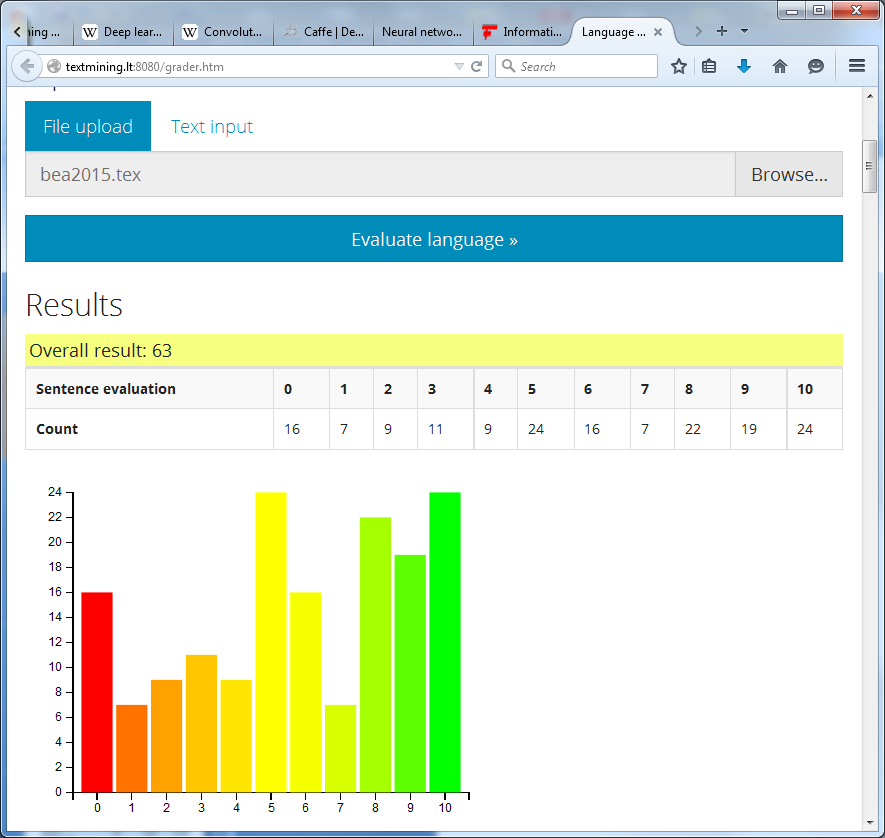 ning ...
Deep lear...
Convolut...
Caffe | De...
Neural netwo...
Informati...
Language ...
textmining.lt:8080/grader.htm
Search
File upload
Text input
bea2015.tex
Browse...
Evaluate language »
Results
Overall result: 63
Sentence evaluation 0 1 2 3 4 5 6 7 8 9 10
Count 16 7 9 11 9 24 16 7 22 19 24
24
22
20
18
16
14
12
10
8
6
4
2
0
0 1 2 3 4 5 6 7 8 9 10